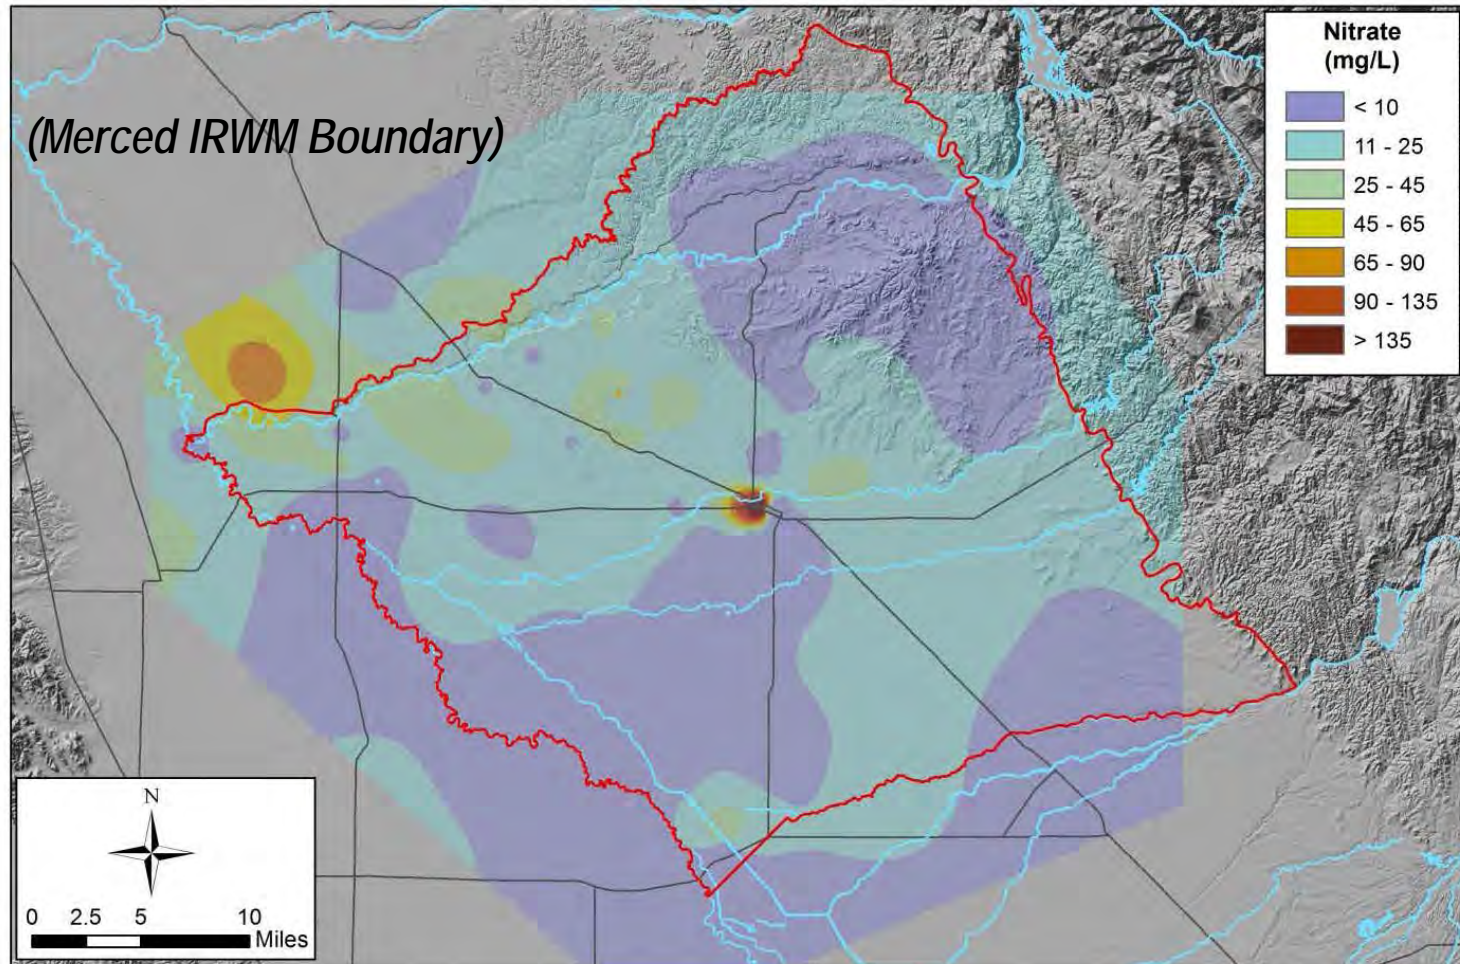 (Merced IRWM Boundary)
Nitrate
(mg/L)
< 10
11 - 25
25 - 45
45 - 65
65 - 90
90 - 135
> 135
N
0 2.5 5 10
Miles